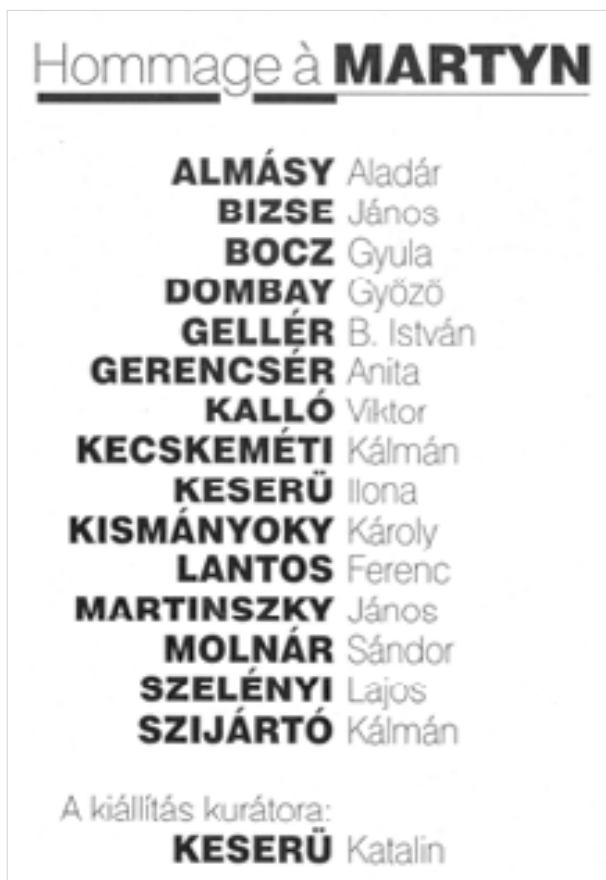 Hommage à MARTYN
ALMÁSY Aladár
BIZSE János
BOCZ Gyula
DOMBAY Győző
GELLÉR B. István
GERENCSÉR Anita
KALLÓ Viktor
KECSKEMÉTI Kálmán
KESERÜ Ilona
KISMÁNYOKY Károly
LANTOS Ferenc
MARTINSZKY János
MOLNÁR Sándor
SZELÉNYI Lajos
SZIJÁRTÓ Kálmán
A kiállítás kurátora:
KESERÜ Katalin